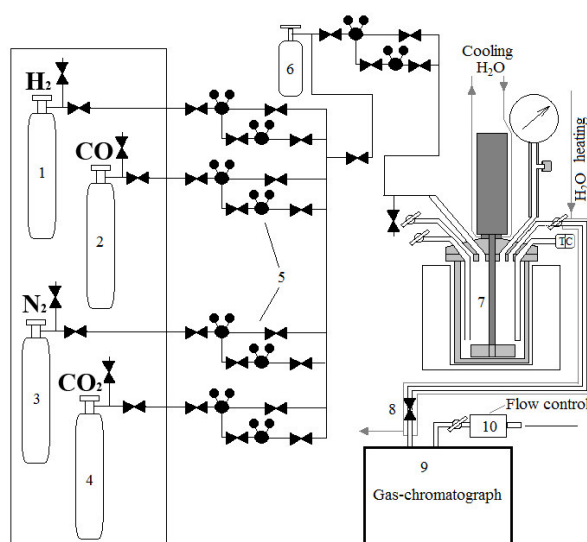 H2
1
CO
2
N2
3
CO2
4
5
6
Cooling
H2O
H2O heating
TC
7
8
Flow control
10
9
Gas-chromatograph